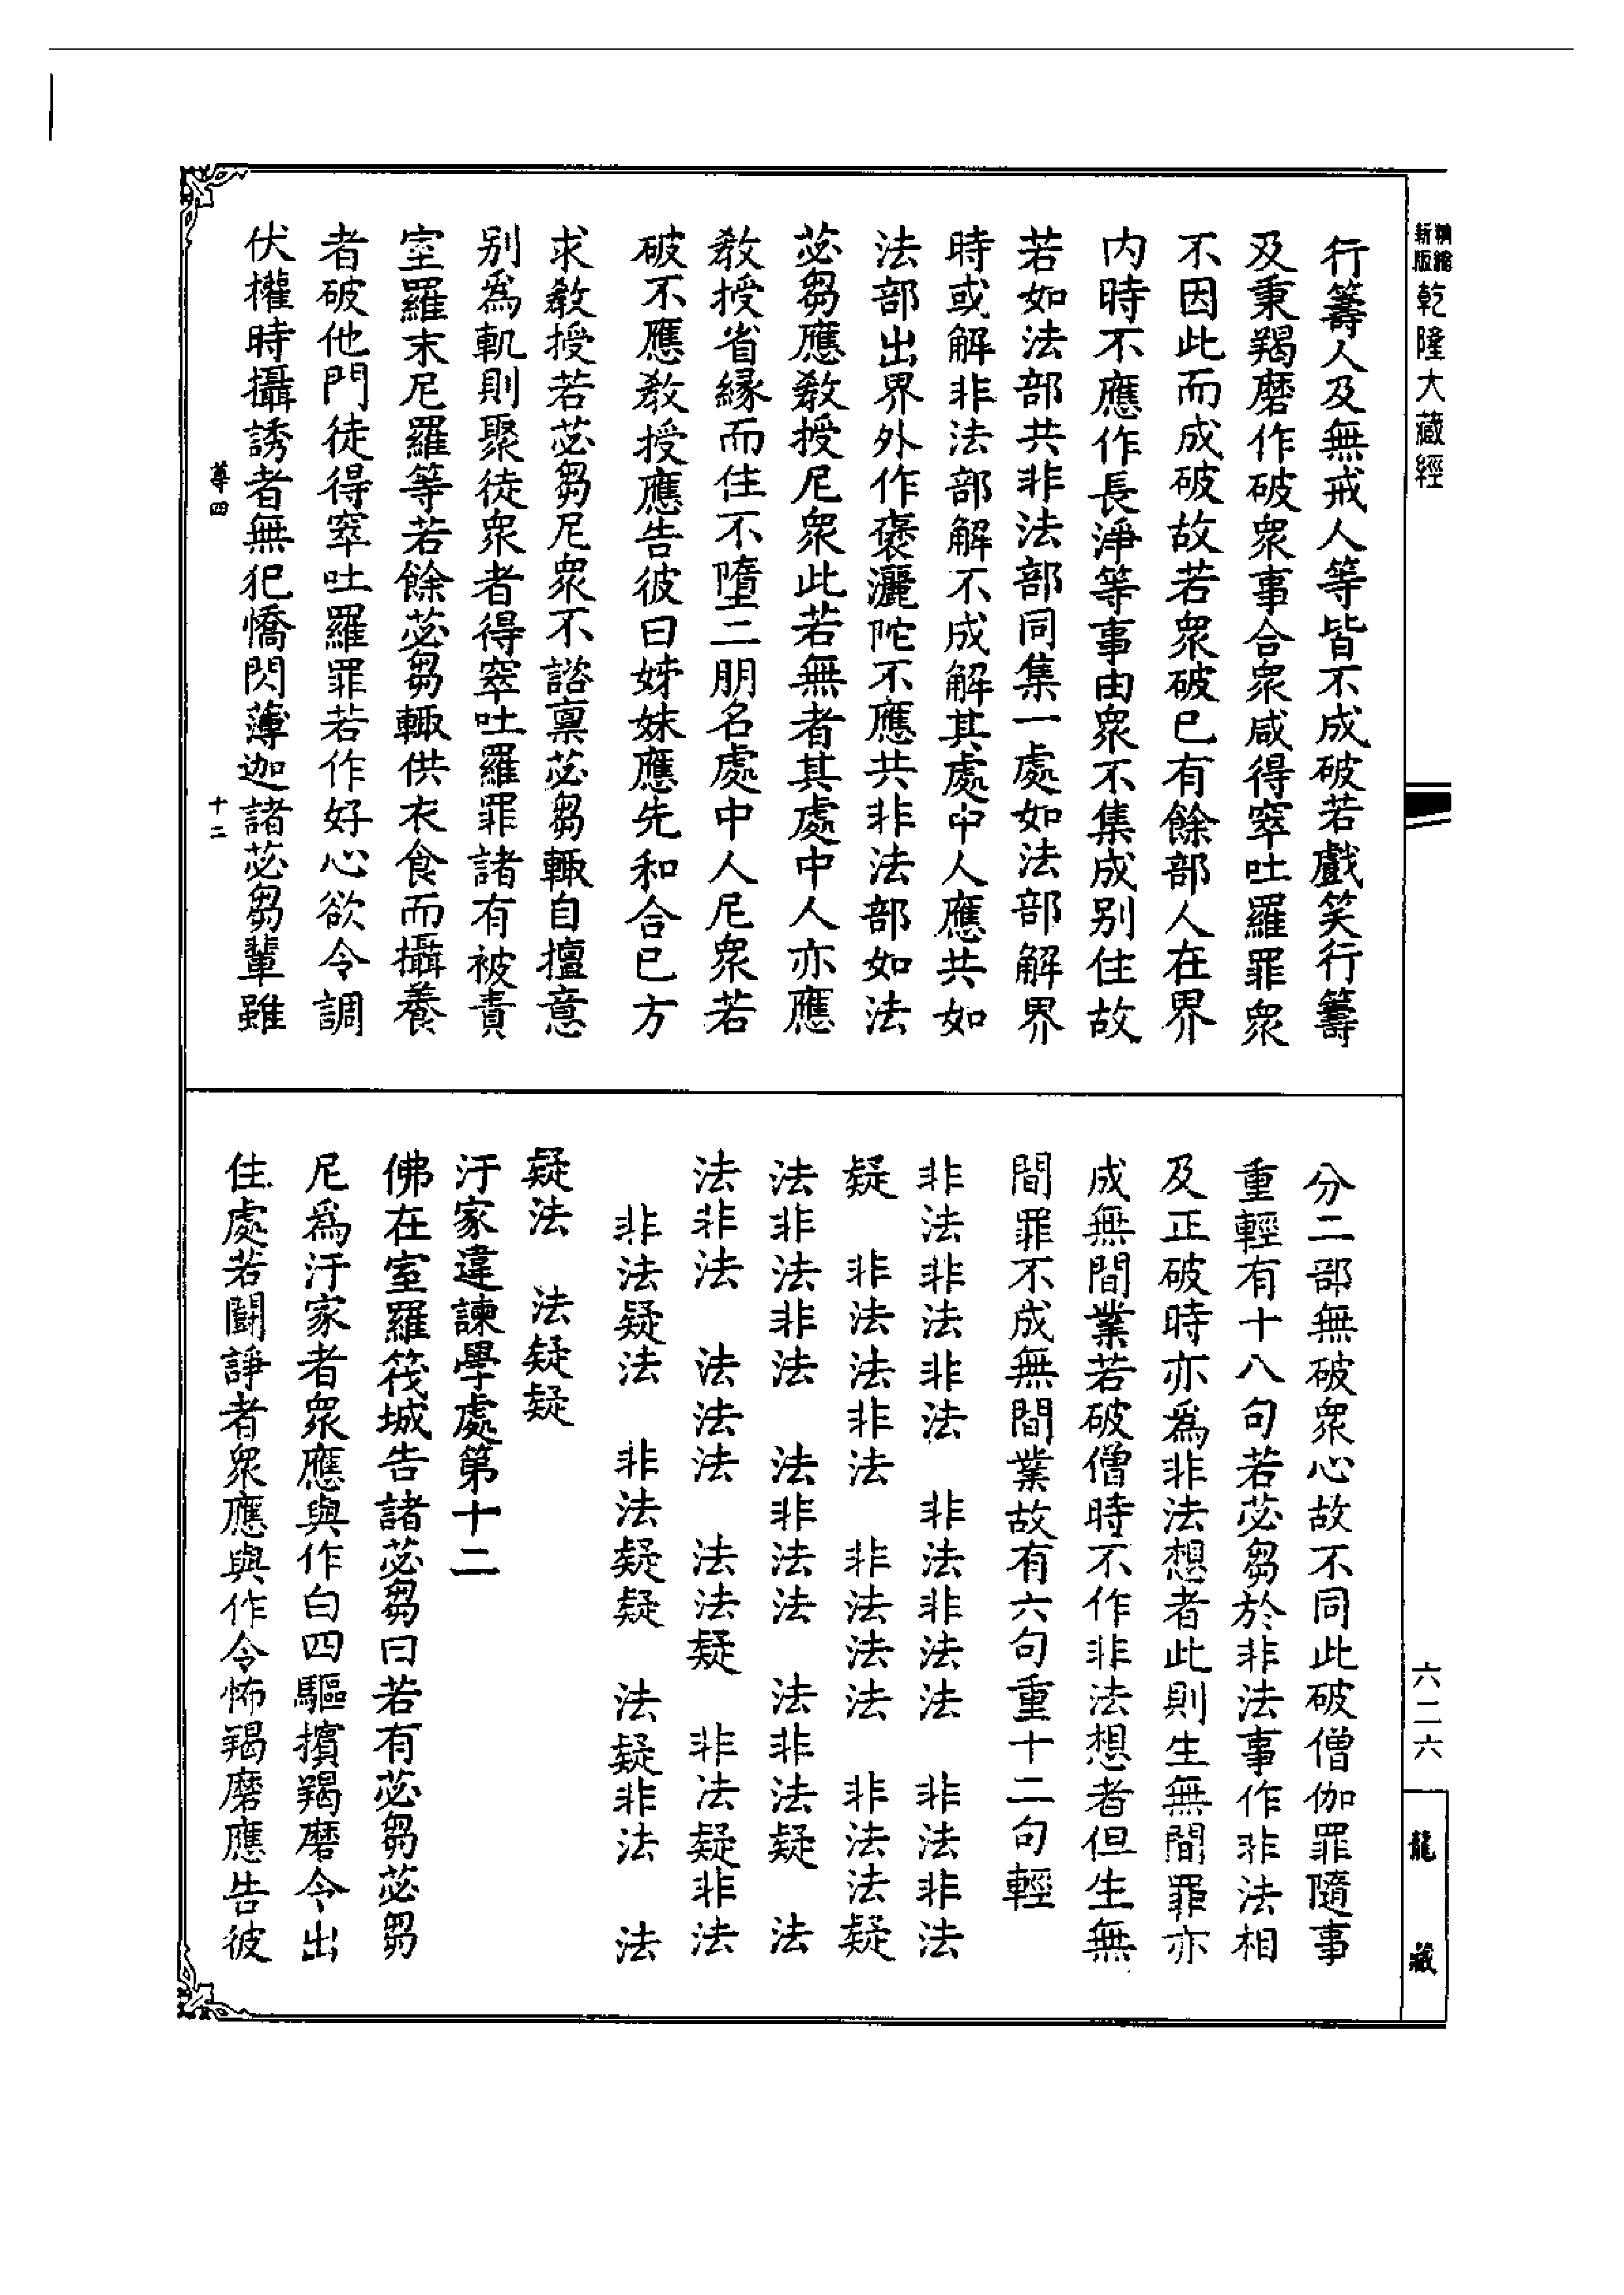 新版精縮乾隆大藏經
行籌人及無戒人等皆不成破若戲笑行籌
及秉羯磨作破衆事合衆咸得窣吐羅罪衆
不因此而成破故若衆破已有餘部人在界
内時不應作長淨等事由衆不集成别住故
若如法部共非法部同集一處如法部解界
時或解非法部解不成解其處中人應共如
法部出界外作褒灑陀不應共非法部如法
苾芻應教授尼衆此若無者其處中人亦應
教授省緣而住不墮二朋名處中人尼衆若
破不應教授應告彼曰姊妹應先和合已方
求教授若苾芻尼衆不諮禀苾芻輙自擅意
别爲軌則聚徒衆者得窣吐羅罪諸有被責
室羅末尼羅等若餘苾芻輙供衣食而攝養
者破他門徒得窣吐羅罪若作好心欲令調
伏權時攝誘者無犯憍閃薄迦諸苾芻輩雖
尊四 十二
分二部無破衆心故不同此破僧伽罪隨事
重輕有十八句若苾芻於非法事作非法相
及正破時亦爲非法想者此則生無間罪亦
成無間業若破僧時不作非法想者但生無
間罪不成無間業故有六句重十二句輕
非法非法非法 非法非法法 非法非法
疑 非法法非法 非法法法 非法法疑
法非法非法 法非法法 法非法疑 法
法非法 法法法 法法疑 非法疑非法
非法疑法 非法疑疑 法疑非法 法
疑法 法疑疑
汙家違諫學處第十二
佛在室羅筏城告諸苾芻曰若有苾芻苾芻
尼爲汙家者衆應與作白四驅擯羯磨令出
住處若鬭諍者衆應與作令怖羯磨應告彼
六二六
龍藏